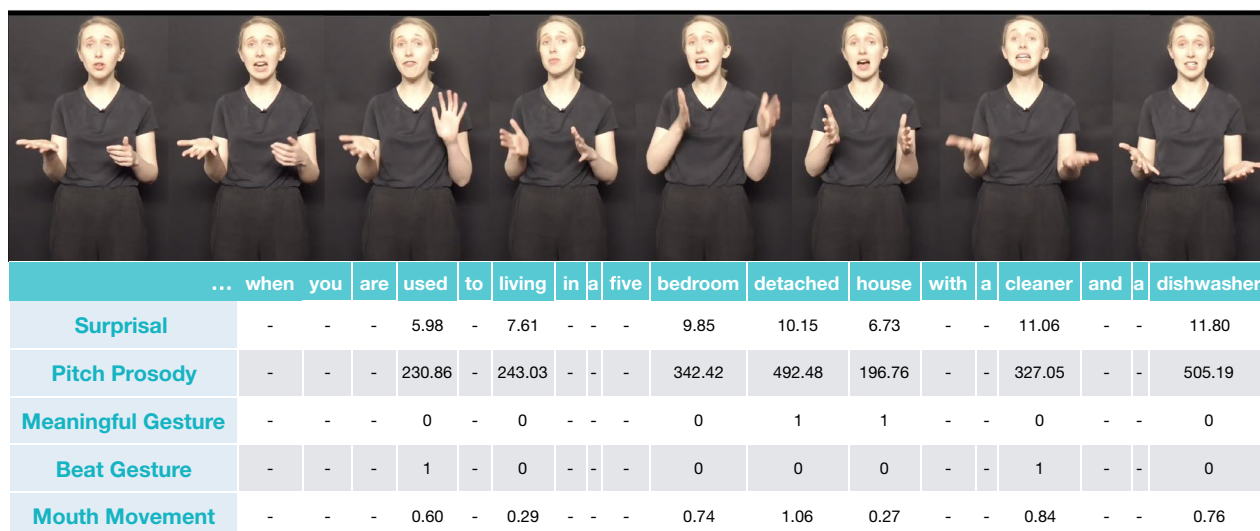 ... when you are used to living in a five bedroom detached house with a cleaner and a dishwasher
Surprisal - - - 5.98 - 7.61 - - - 9.85 10.15 6.73 - - 11.06 - - 11.80
Pitch Prosody - - - 230.86 - 243.03 - - - 342.42 492.48 196.76 - - 327.05 - - 505.19
Meaningful Gesture - - - 0 - 0 - - - 0 1 1 - - 0 - - 0
Beat Gesture - - - 1 - 0 - - - 0 0 0 - - 1 - - 0
Mouth Movement - - - 0.60 - 0.29 - - - 0.74 1.06 0.27 - - 0.84 - - 0.76